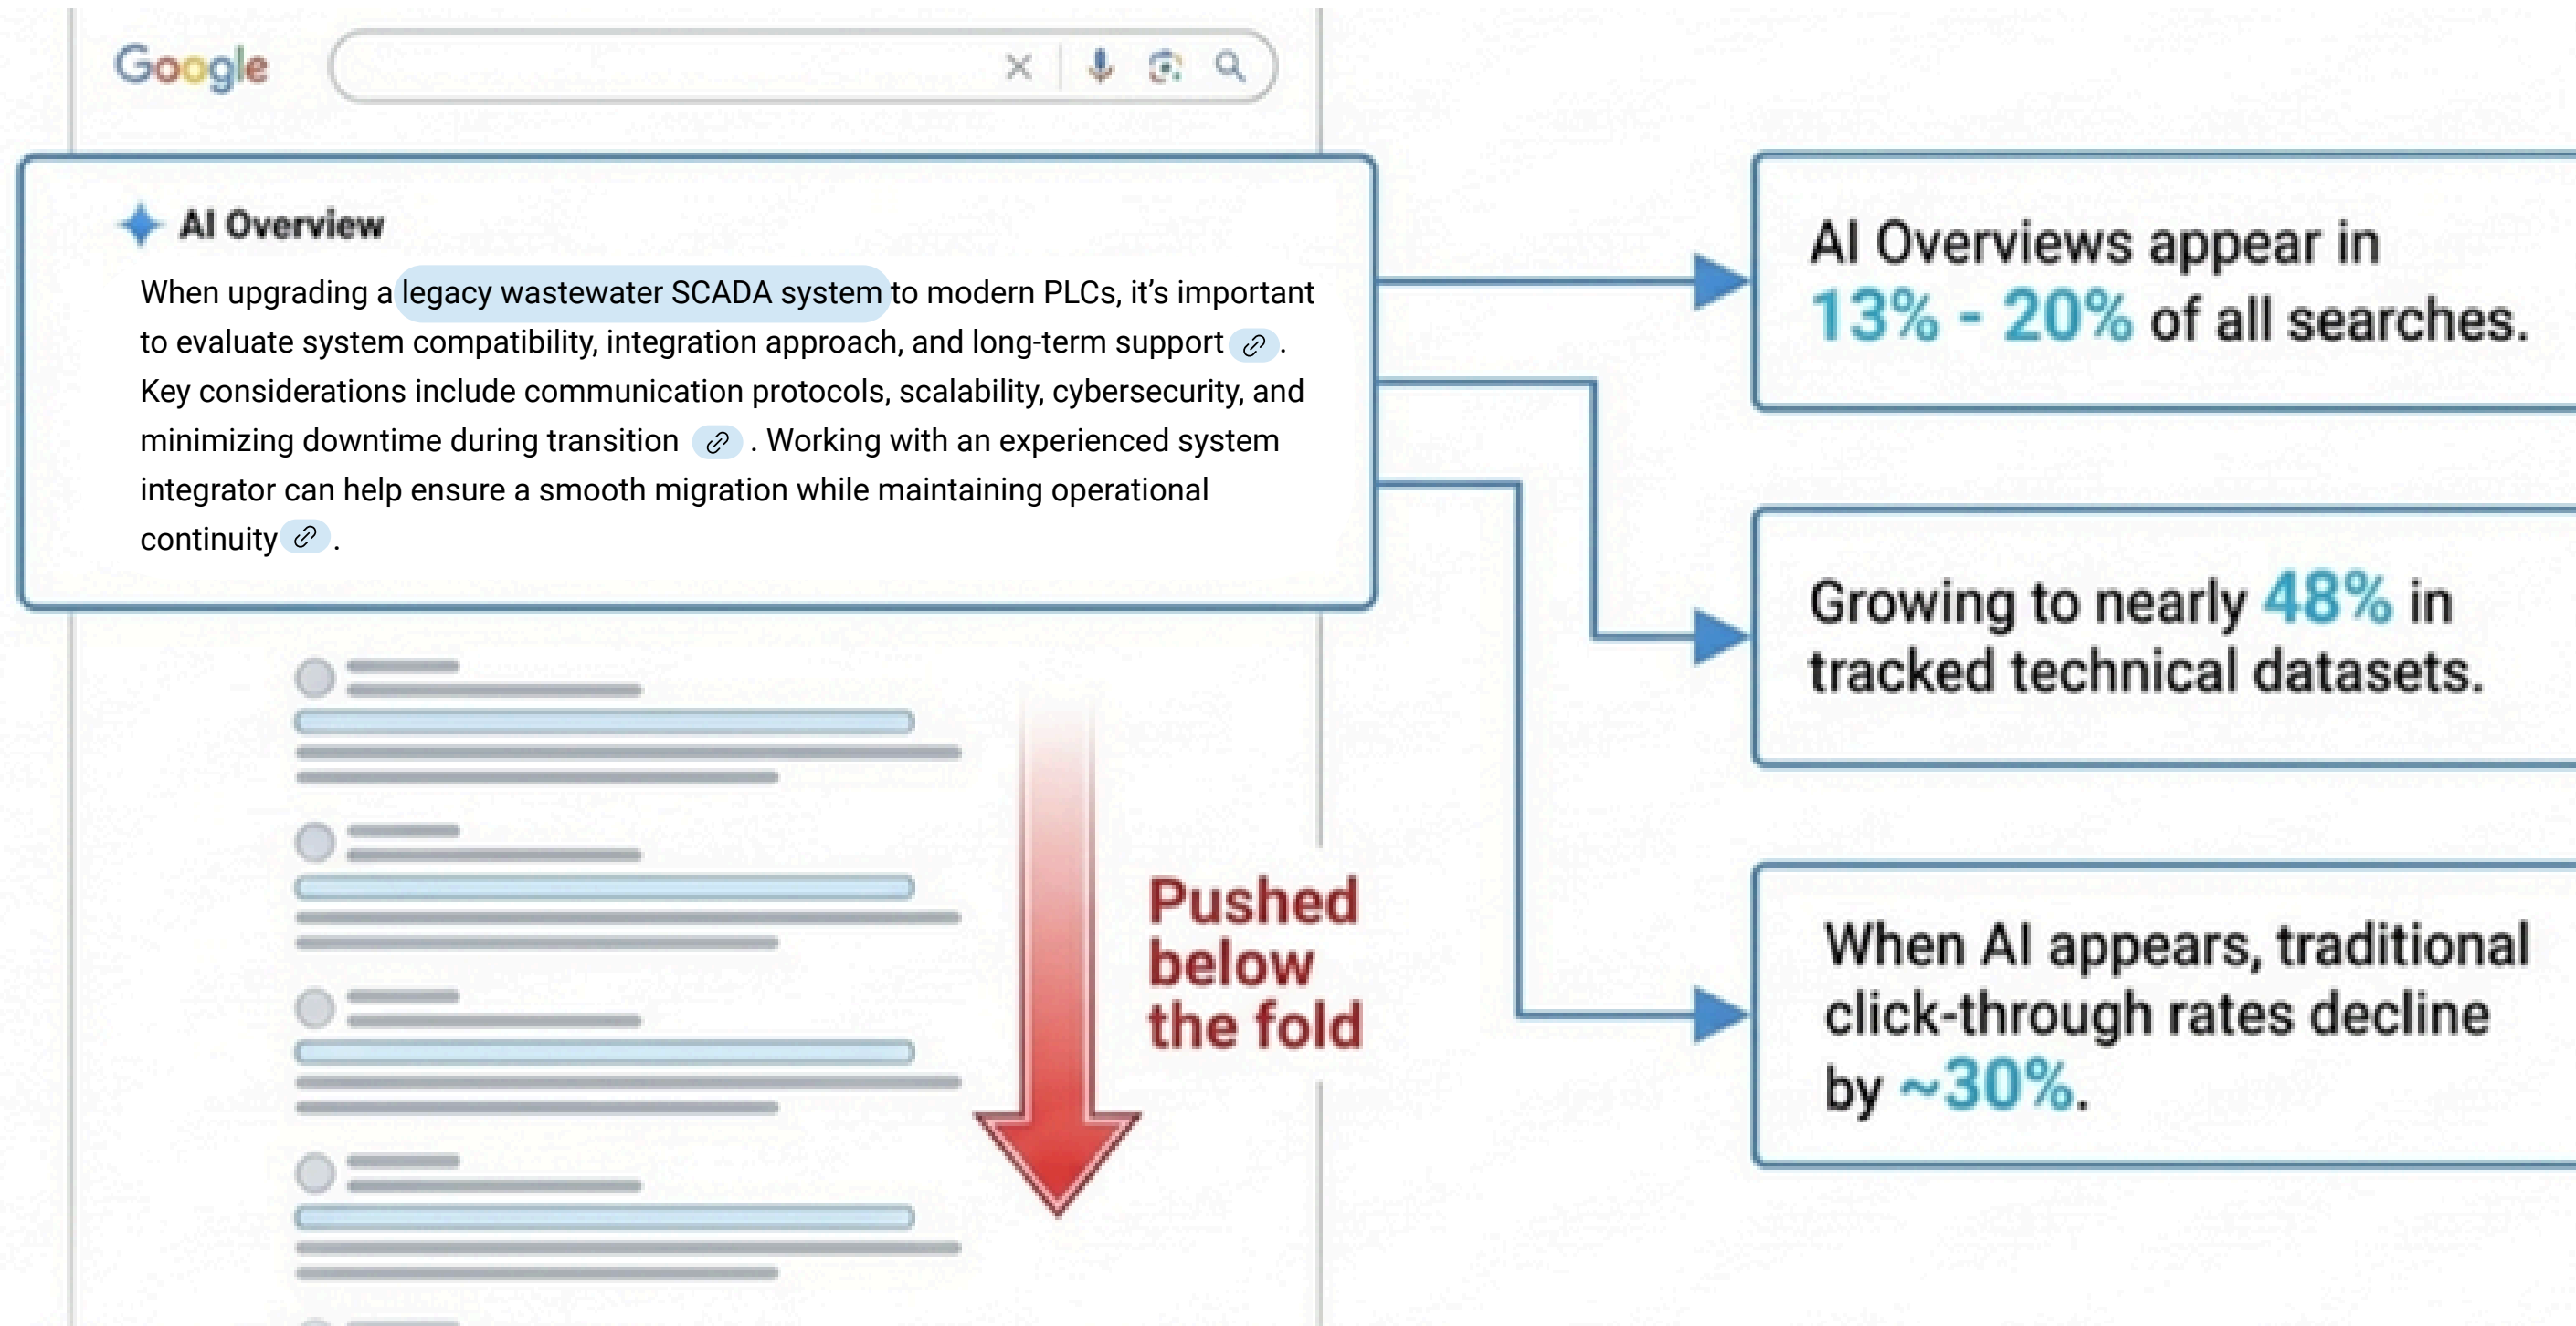 Google
AI Overview
When upgrading a legacy wastewater SCADA system to modern PLCs, it’s important
to evaluate system compatibility, integration approach, and long-term support .
Key considerations include communication protocols, scalability, cybersecurity, and
minimizing downtime during transition . Working with an experienced system
integrator can help ensure a smooth migration while maintaining operational
continuity .
Pushed
below
the fold
AI Overviews appear in
13% - 20% of all searches.
Growing to nearly 48% in
tracked technical datasets.
When AI appears, traditional
click-through rates decline
by ~30%.